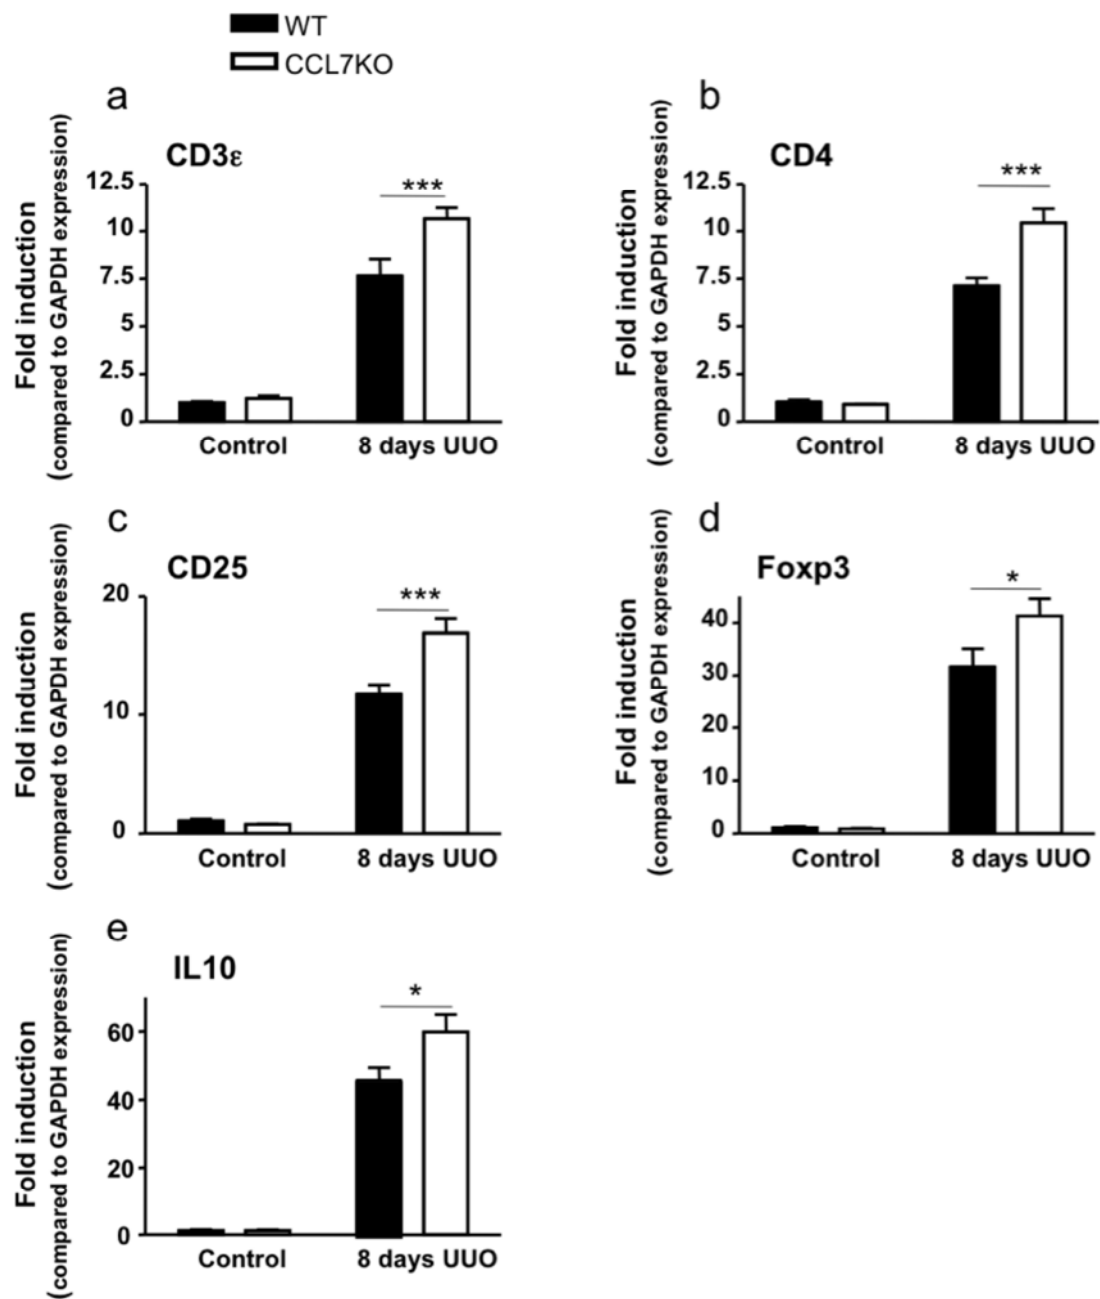 WT
CCL7KO
a
CD3ε
Fold induction
(compared to GAPDH expression)
12.5
10
7.5
5
2.5
0
***
Control
8 days UUO
b
CD4
Fold induction
(compared to GAPDH expression)
12.5
10
7.5
5
2.5
0
***
Control
8 days UUO
c
CD25
Fold induction
(compared to GAPDH expression)
20
10
0
***
Control
8 days UUO
d
Foxp3
Fold induction
(compared to GAPDH expression)
40
30
20
10
0
*
Control
8 days UUO
e
IL10
Fold induction
(compared to GAPDH expression)
60
40
20
0
*
Control
8 days UUO